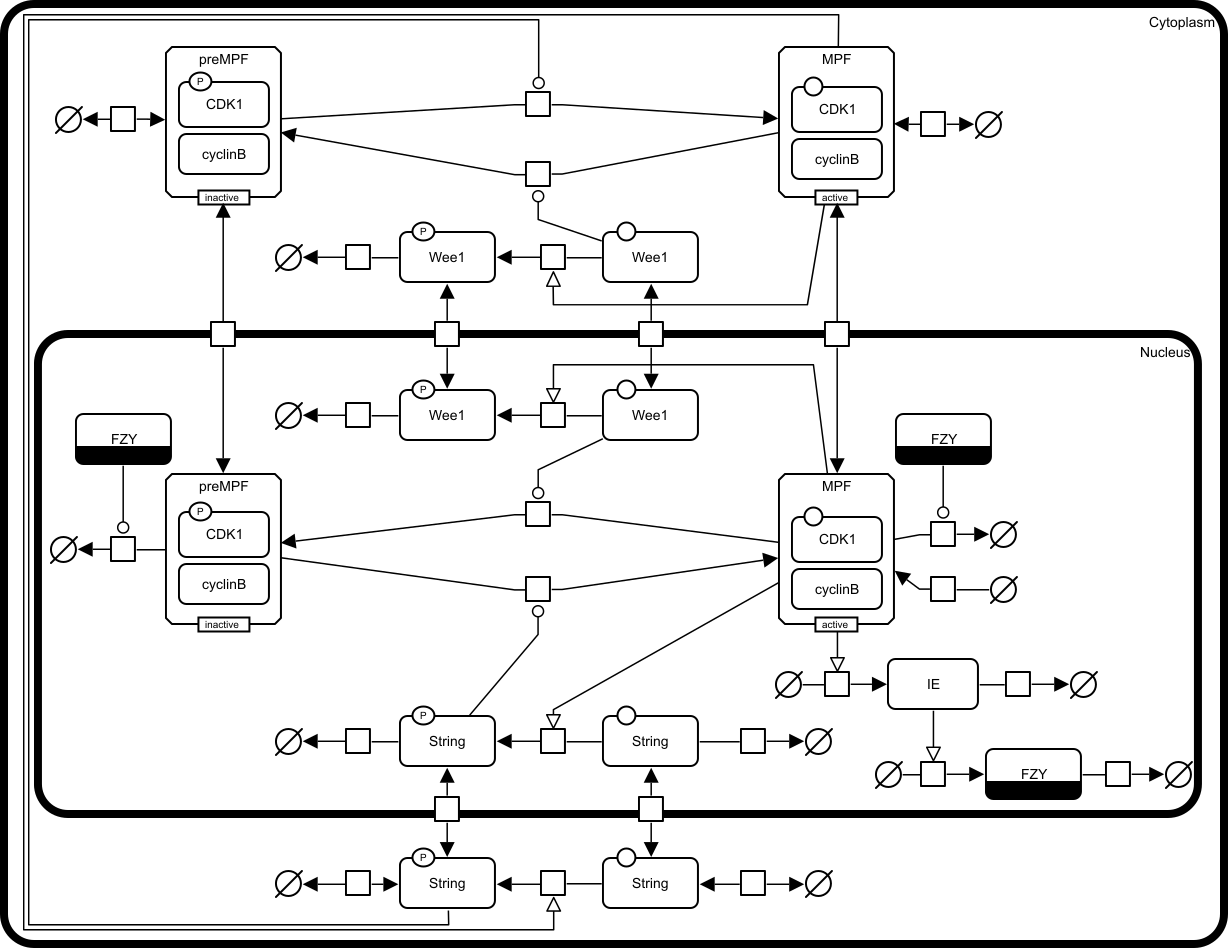 Cytoplasm
preMPF
P
CDK1
cyclinB
inactive
MPF
CDK1
cyclinB
active
P
Wee1
Wee1
Nucleus
P
Wee1
Wee1
FZY
FZY
preMPF
P
CDK1
cyclinB
inactive
MPF
CDK1
cyclinB
active
IE
P
String
String
FZY
P
String
String